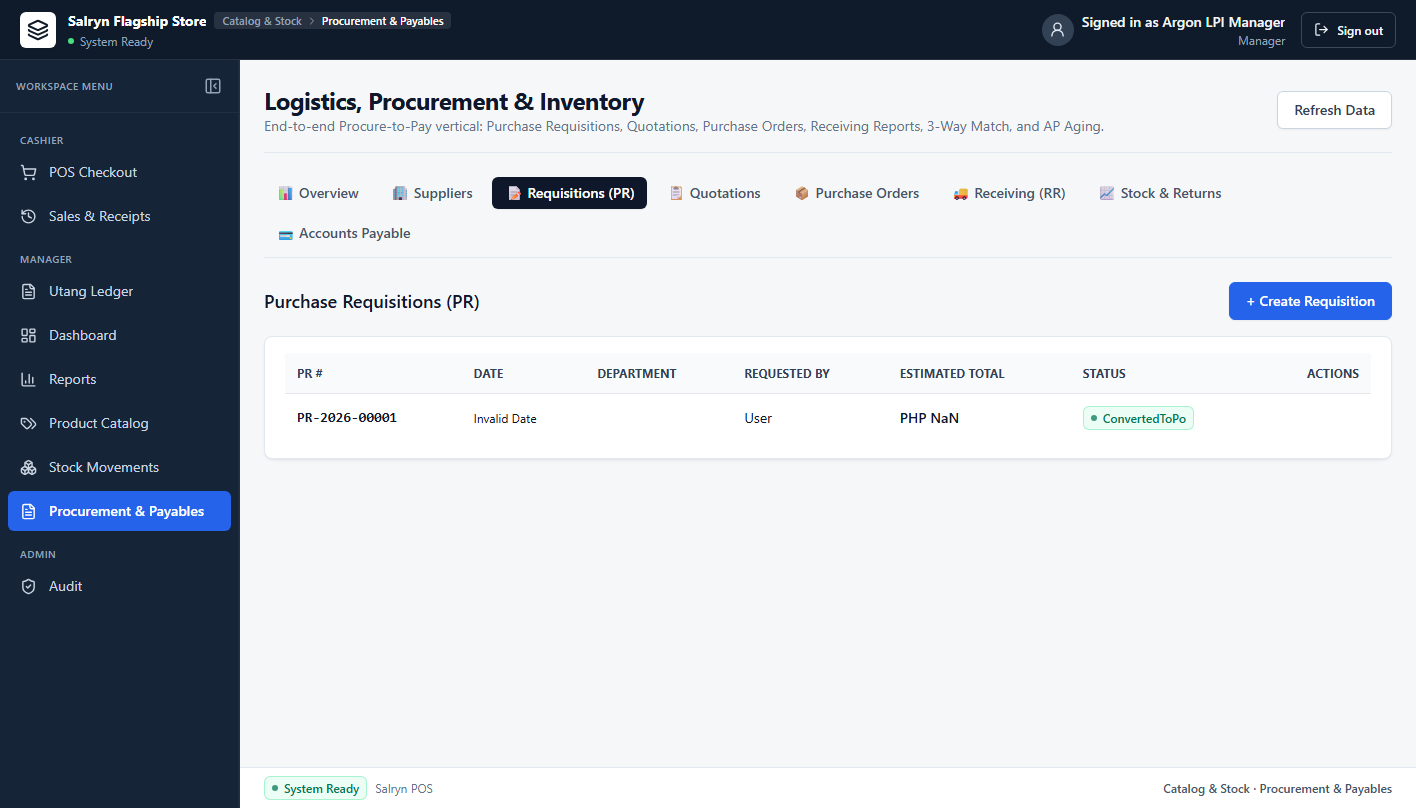 Salryn Flagship Store
Catalog & Stock > Procurement & Payables
System Ready
Signed in as Argon LPI Manager
Manager
Sign out
WORKSPACE MENU
CASHIER
POS Checkout
Sales & Receipts
MANAGER
Utang Ledger
Dashboard
Reports
Product Catalog
Stock Movements
Procurement & Payables
ADMIN
Audit
Logistics, Procurement & Inventory
End-to-end Procure-to-Pay vertical: Purchase Requisitions, Quotations, Purchase Orders, Receiving Reports, 3-Way Match, and AP Aging.
Refresh Data
Overview Suppliers Requisitions (PR) Quotations Purchase Orders Receiving (RR) Stock & Returns
Accounts Payable
Purchase Requisitions (PR)
+ Create Requisition
PR # DATE DEPARTMENT REQUESTED BY ESTIMATED TOTAL STATUS ACTIONS
PR-2026-00001 Invalid Date User PHP NaN ConvertedToPo
System Ready Salryn POS
Catalog & Stock · Procurement & Payables